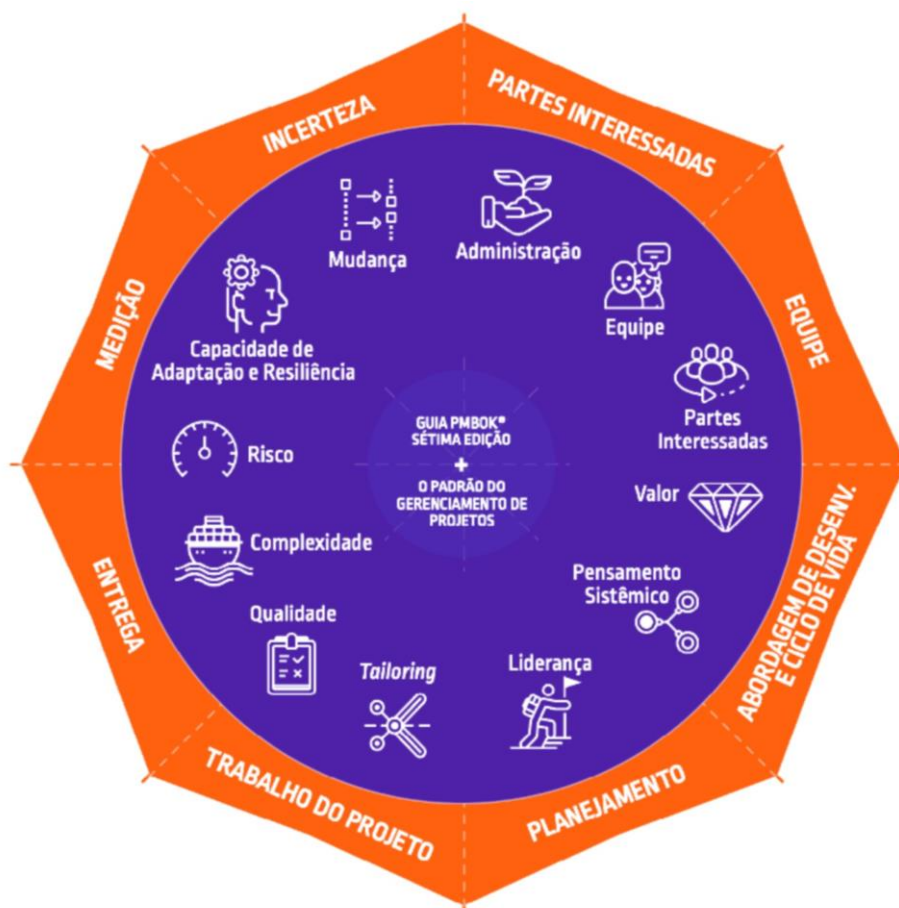 INCERTEZA
PARTES INTERESSADAS
EQUIPE
ABORDAGEM DE DESENV.
E CICLO DE VIDA
PLANEJAMENTO
TRABALHO DO PROJETO
ENTREGA
MEDIÇÃO
Mudança
Administração
Equipe
Partes
Interessadas
Valor
Pensamento
Sistêmico
Liderança
Tailoring
Qualidade
Complexidade
Risco
Capacidade de
Adaptação e Resiliência
GUIA PMBOK®
SÉTIMA EDIÇÃO
+
O PADRÃO DO
GERENCIAMENTO DE
PROJETOS